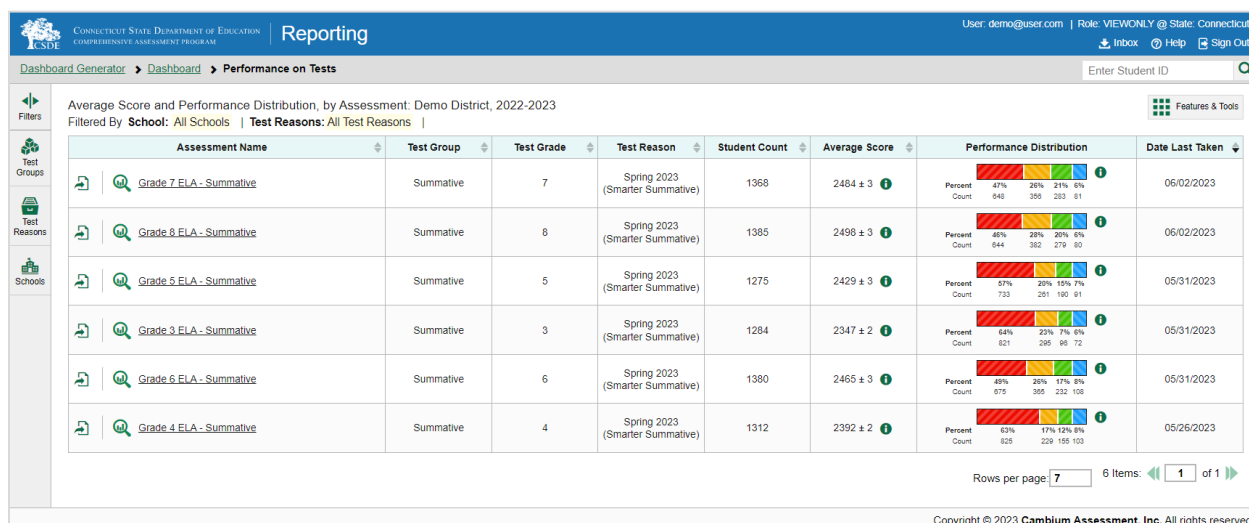 User: demo@user.com | Role: VIEWONLY @ State: Connecticut
CSDE
CONNECTICUT STATE DEPARTMENT OF EDUCATION
COMPREHENSIVE ASSESSMENT PROGRAM
Reporting
Inbox Help Sign Out
Dashboard Generator > Dashboard > Performance on Tests
Enter Student ID
Filters
Test Groups
Test Reasons
Schools
Average Score and Performance Distribution, by Assessment: Demo District, 2022-2023
Filtered By School: All Schools | Test Reasons: All Test Reasons |
Features & Tools
Assessment Name Test Group Test Grade Test Reason Student Count Average Score Performance Distribution Date Last Taken
Grade 7 ELA - Summative Summative 7 Spring 2023 (Smarter Summative) 1368 2484 ± 3 06/02/2023
Percent 47% 26% 21% 6%
Count 648 356 283 81
Grade 8 ELA - Summative Summative 8 Spring 2023 (Smarter Summative) 1385 2498 ± 3 06/02/2023
Percent 46% 28% 20% 6%
Count 644 382 279 80
Grade 5 ELA - Summative Summative 5 Spring 2023 (Smarter Summative) 1275 2429 ± 3 05/31/2023
Percent 57% 20% 15% 7%
Count 733 261 190 91
Grade 3 ELA - Summative Summative 3 Spring 2023 (Smarter Summative) 1284 2347 ± 2 05/31/2023
Percent 64% 23% 7% 6%
Count 821 295 96 72
Grade 6 ELA - Summative Summative 6 Spring 2023 (Smarter Summative) 1380 2465 ± 3 05/31/2023
Percent 49% 26% 17% 8%
Count 675 365 232 108
Grade 4 ELA - Summative Summative 4 Spring 2023 (Smarter Summative) 1312 2392 ± 2 05/26/2023
Percent 63% 17% 12% 8%
Count 825 229 155 103
Rows per page: 7 6 Items: 1 of 1
Copyright © 2023 Cambium Assessment, Inc. All rights reserved